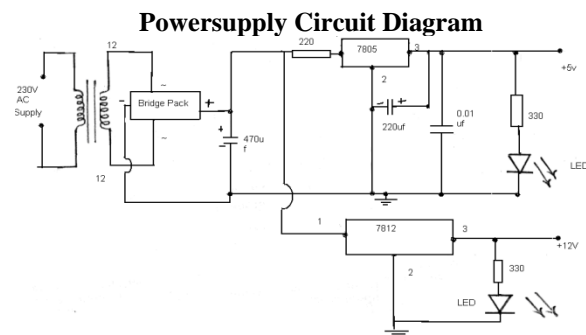 Powersupply Circuit Diagram
12
220
7805
3
+5v
230V
AC
Supply
~
2
-
Bridge Pack
+
- +
220uf
0.01
uf
330
+
-
470u
f
~
LED
12
1
7812
3
+12V
2
330
LED